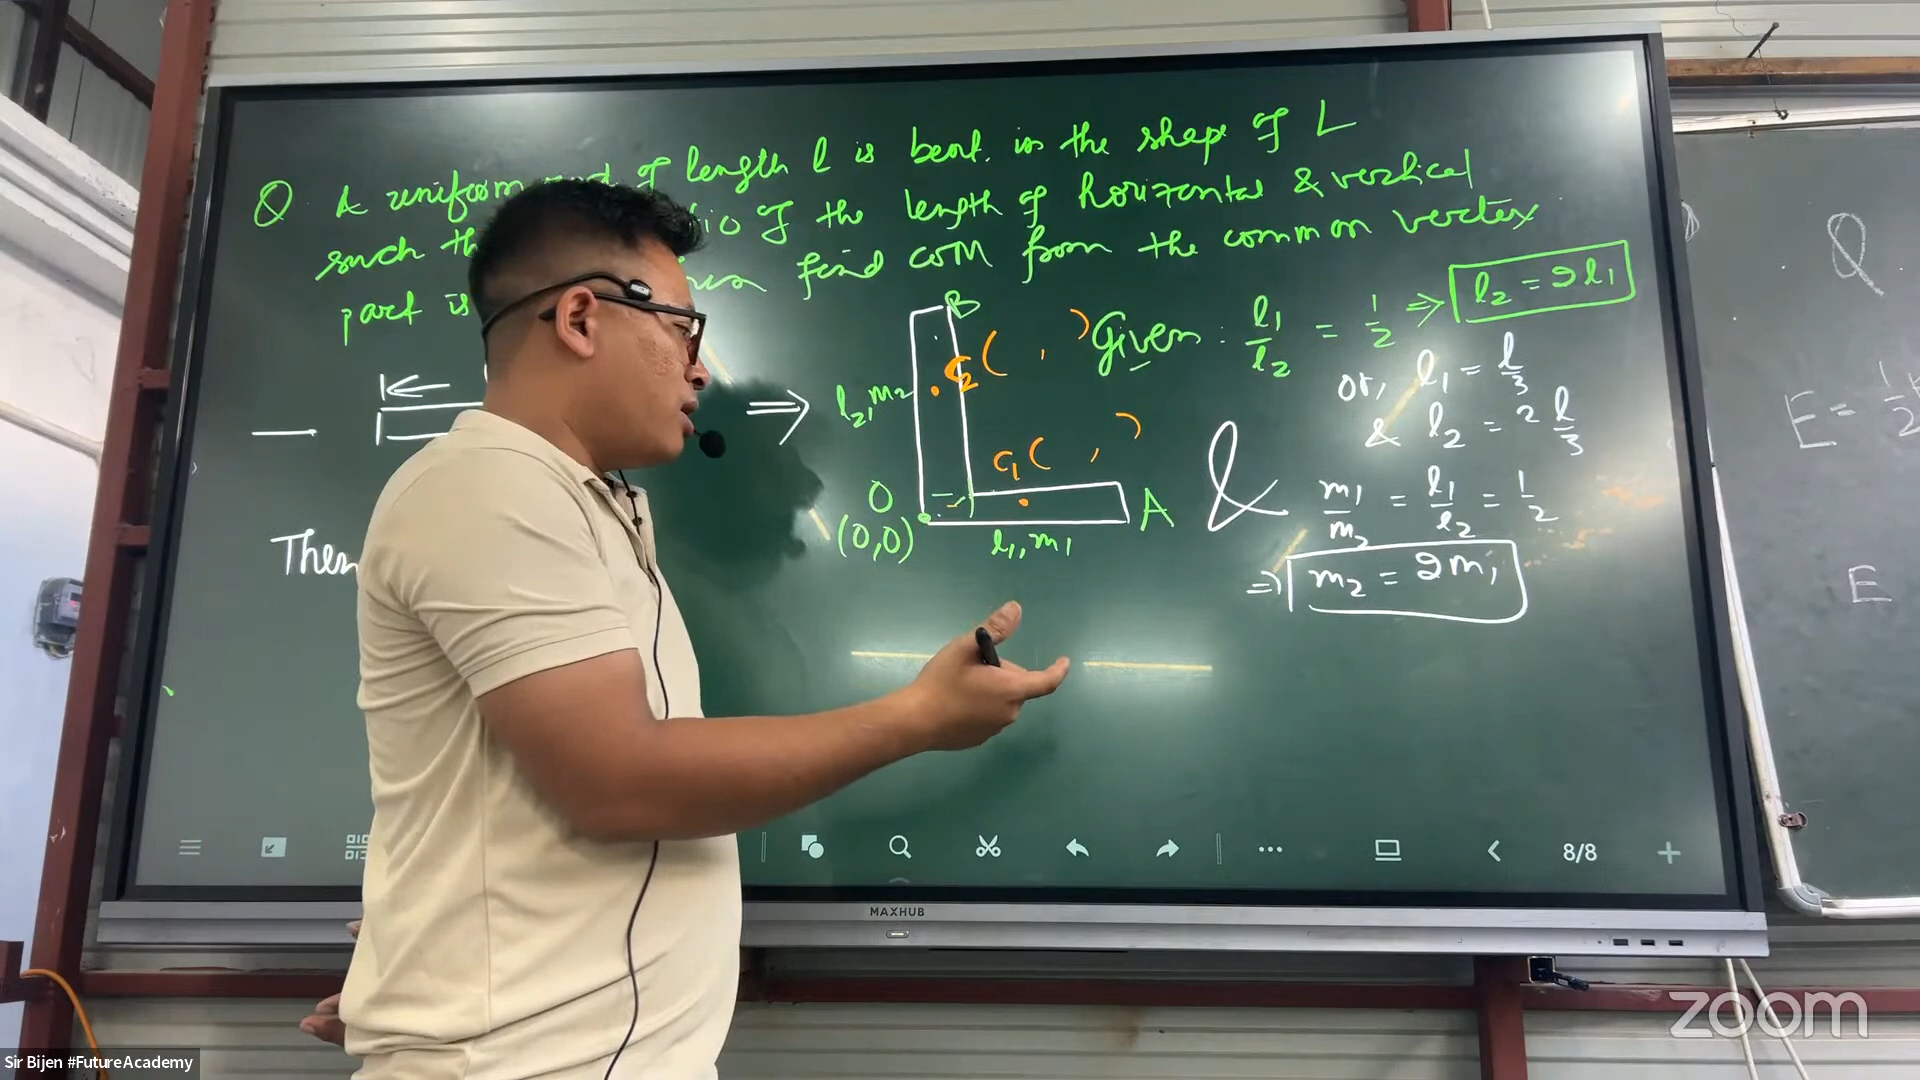 Q A uniform rod of length l is bent in the shape of L
such th of the length of horizontal & vertical
part is find COM from the common vertex
B
Given : l1/l2 = 1/2 ⇒ l2 = 2l1
C2 ( , )
or, l1 = l/3
& l2 = 2 l/3
l2, m2
⇒
C1 ( , )
O
(0,0)
A
l1, m1
& m1/m2 = l1/l2 = 1/2
⇒ m2 = 2m1
Then
Q
E = 1/2
E
8/8
MAXHUB
zoom
Sir Bijen #FutureAcademy